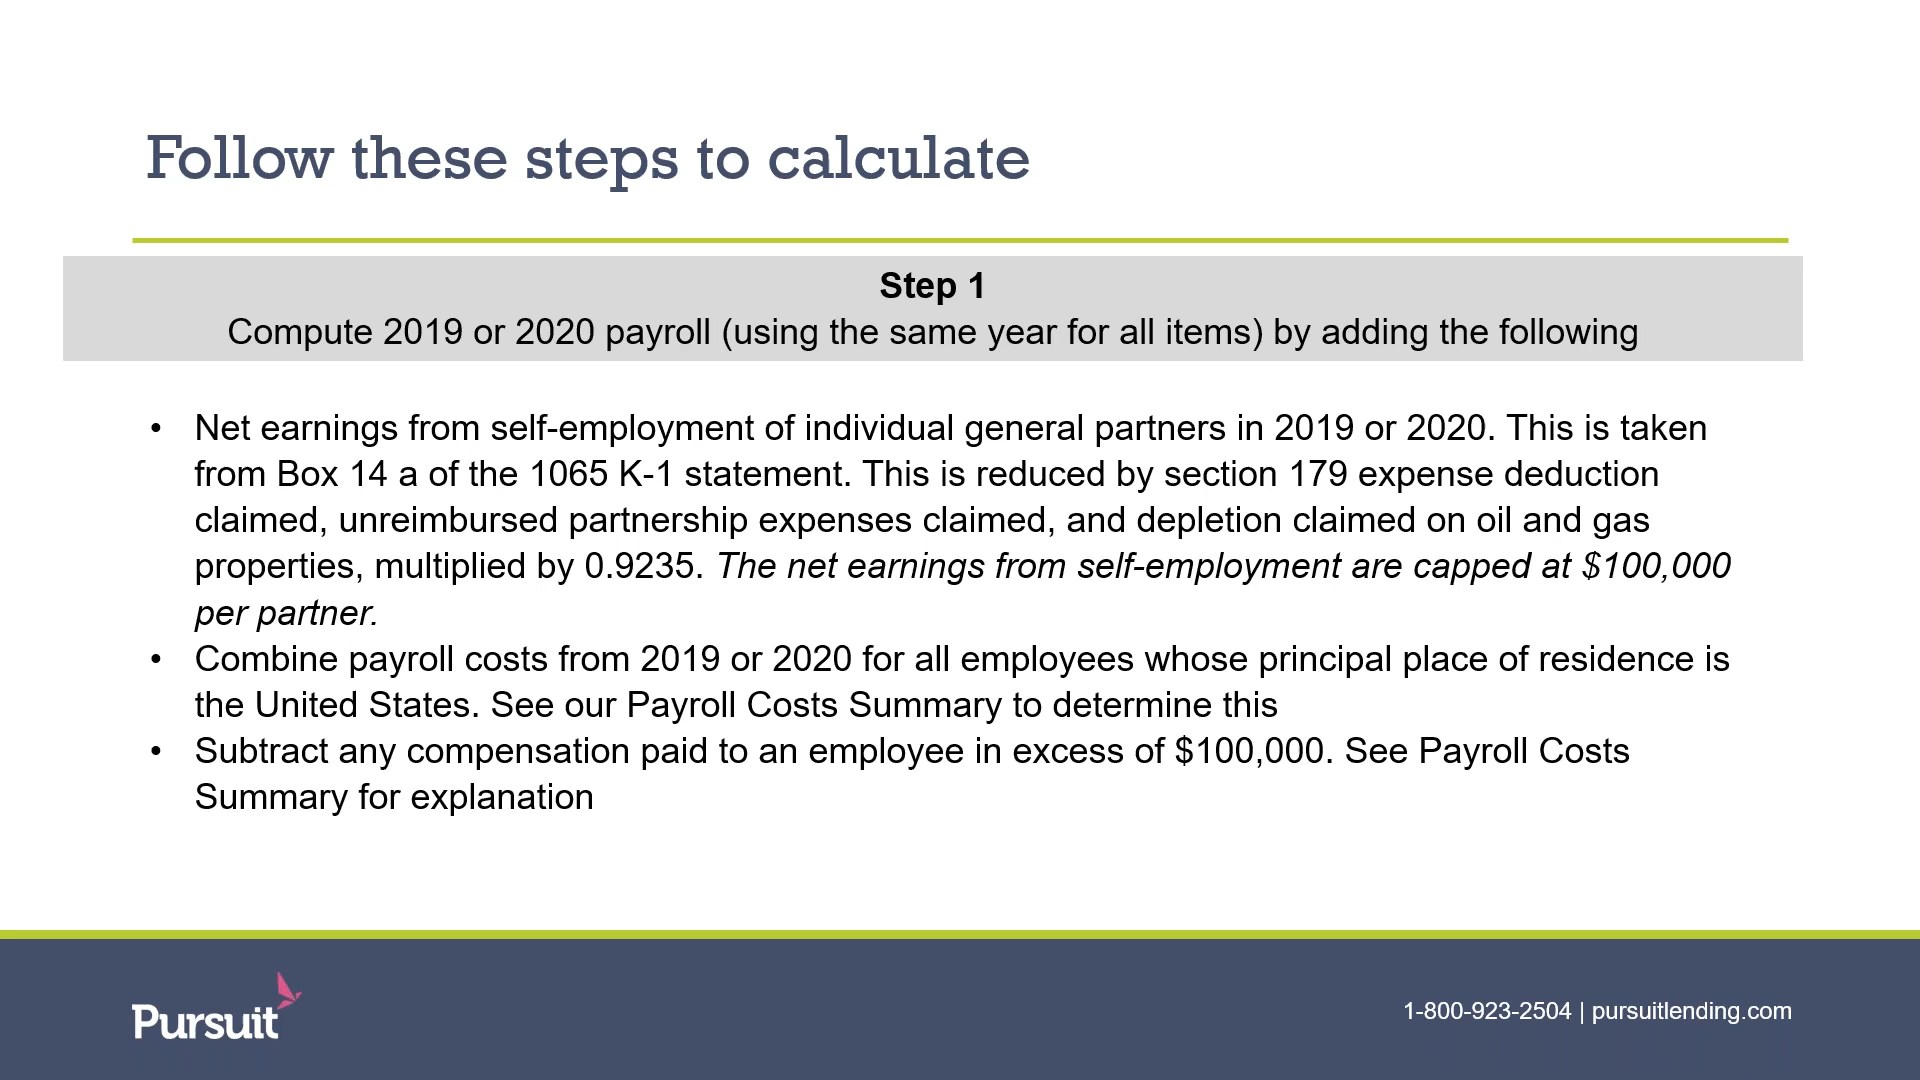 Follow these steps to calculate
Step 1
Compute 2019 or 2020 payroll (using the same year for all items) by adding the following
• Net earnings from self-employment of individual general partners in 2019 or 2020. This is taken
from Box 14 a of the 1065 K-1 statement. This is reduced by section 179 expense deduction
claimed, unreimbursed partnership expenses claimed, and depletion claimed on oil and gas
properties, multiplied by 0.9235. The net earnings from self-employment are capped at $100,000
per partner.
• Combine payroll costs from 2019 or 2020 for all employees whose principal place of residence is
the United States. See our Payroll Costs Summary to determine this
• Subtract any compensation paid to an employee in excess of $100,000. See Payroll Costs
Summary for explanation
Pursuit
1-800-923-2504 | pursuitlending.com